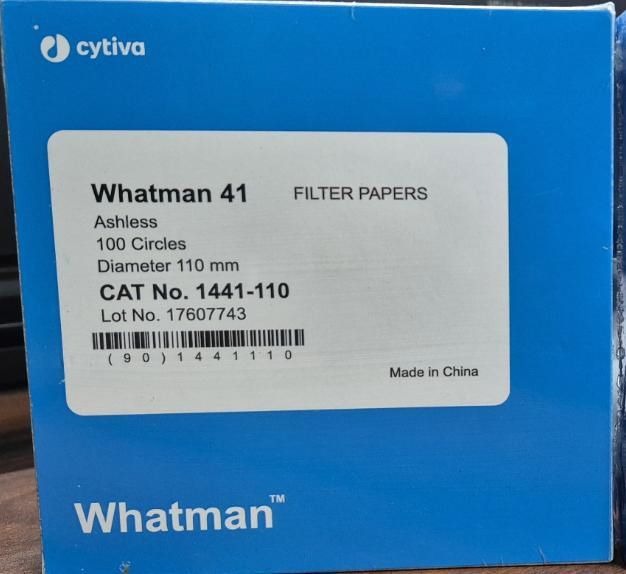 cytiva
Whatman 41 FILTER PAPERS
Ashless
100 Circles
Diameter 110 mm
CAT No. 1441-110
Lot No. 17607743
(90)1441110
Made in China
Whatman™